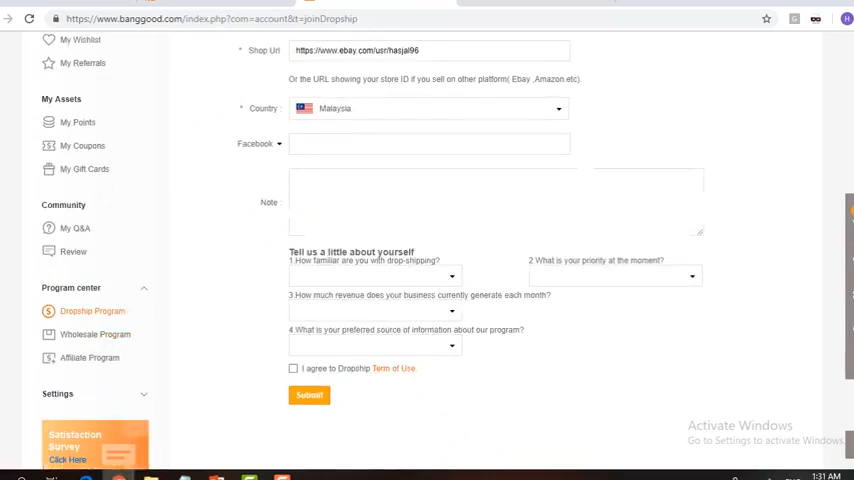 https://www.banggood.com/index.php?com=account&t=joinDropship
My Wishlist
My Referrals
My Assets
My Points
My Coupons
My Gift Cards
Community
My Q&A
Review
Program center
Dropship Program
Wholesale Program
Affiliate Program
Settings
Satisfaction
Survey
Click Here
* Shop Url
https://www.ebay.com/usr/hasjal96
Or the URL showing your store ID if you sell on other platform( Ebay ,Amazon.etc).
* Country :
Malaysia
Facebook
Note :
Tell us a little about yourself
1.How familiar are you with drop-shipping?
2 What is your priority at the moment?
3.How much revenue does your business currently generate each month?
4.What is your preferred source of information about our program?
I agree to Dropship Term of Use.
Submit
Activate Windows
Go to Settings to activate Windows.
1:31 AM